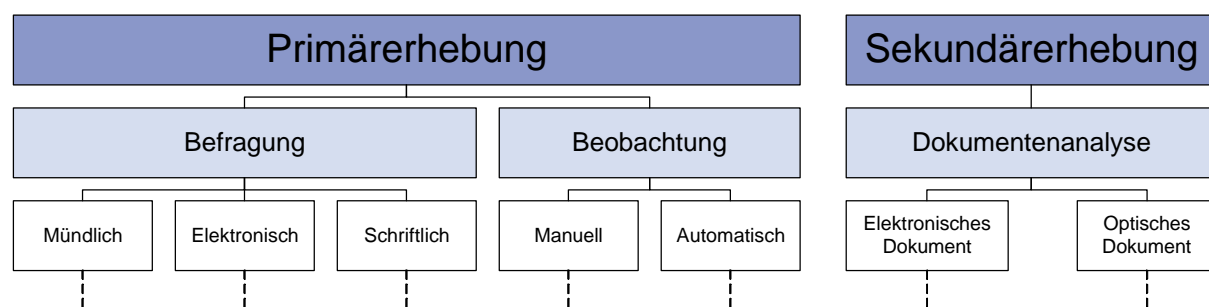 Primärerhebung
Sekundärerhebung
Befragung
Beobachtung
Dokumentenanalyse
Mündlich
Elektronisch
Schriftlich
Manuell
Automatisch
Elektronisches
Dokument
Optisches
Dokument